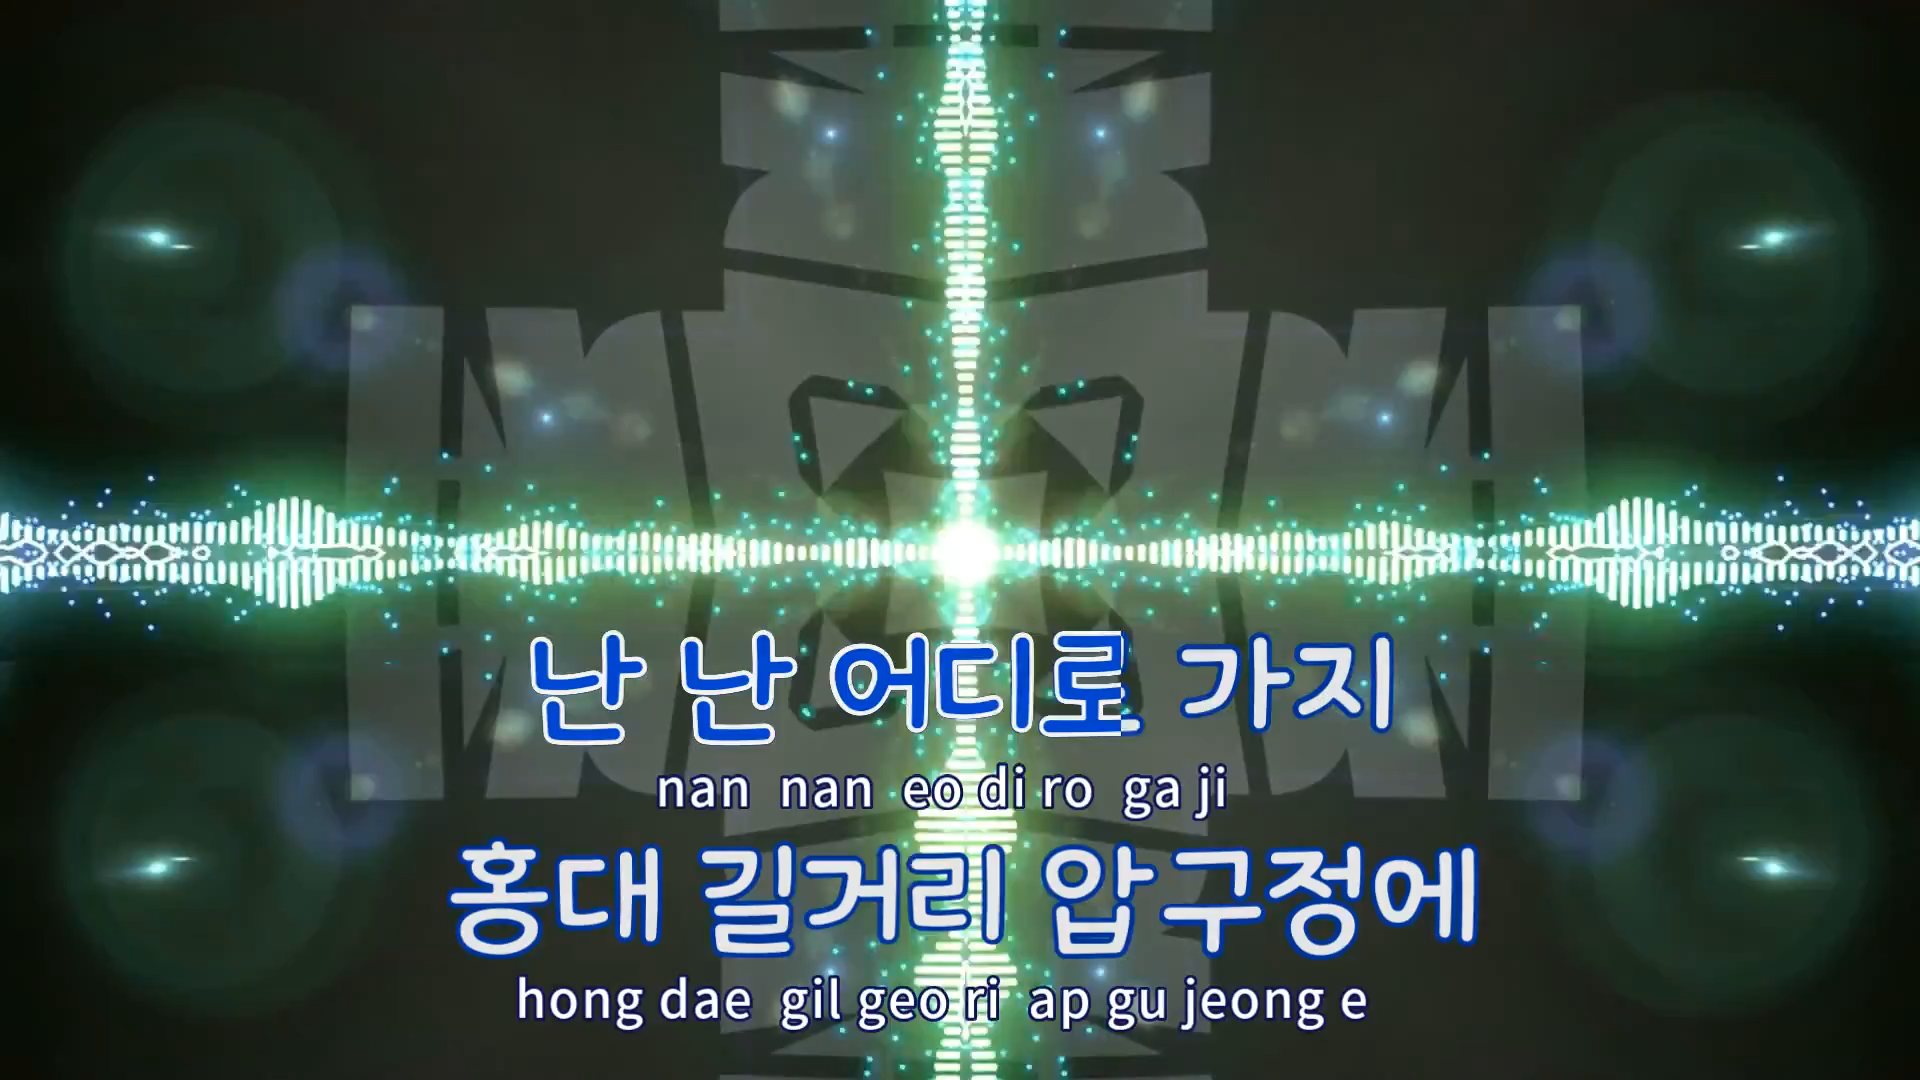 난 난 어디로 가지
nan nan eo di ro ga ji
홍대 길거리 압구정에
hong dae gil geo ri ap gu jeong e